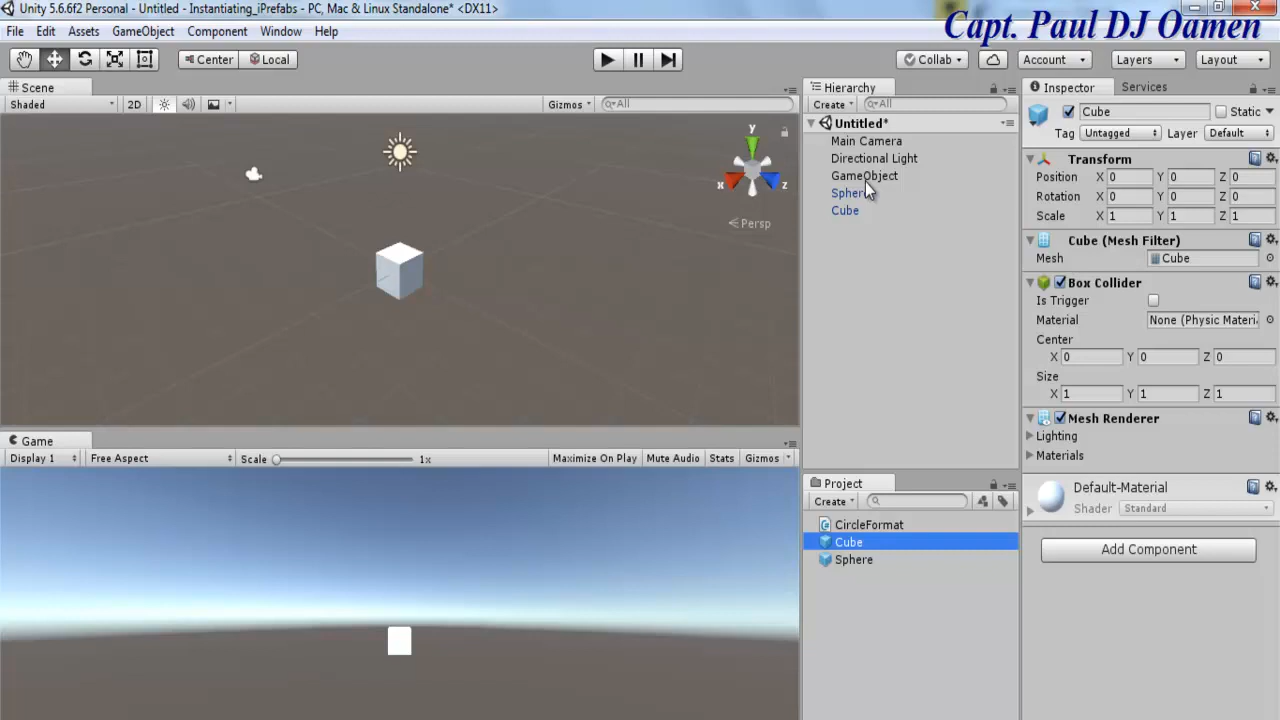 Unity 5.6.6f2 Personal - Untitled - Instantiating_iPrefabs - PC, Mac & Linux Standalone* <DX11>
Capt. Paul DJ Oamen
File Edit Assets GameObject Component Window Help
Center Local
Collab Account Layers Layout
Scene
Shaded 2D Gizmos All
y
x z
Persp
Hierarchy
Create All
Untitled*
Main Camera
Directional Light
GameObject
Sphere
Cube
Inspector Services
Cube Static
Tag Untagged Layer Default
Transform
Position X 0 Y 0 Z 0
Rotation X 0 Y 0 Z 0
Scale X 1 Y 1 Z 1
Cube (Mesh Filter)
Mesh Cube
Box Collider
Is Trigger
Material None (Physic Materi
Center
X 0 Y 0 Z 0
Size
X 1 Y 1 Z 1
Mesh Renderer
Lighting
Materials
Default-Material
Shader Standard
Add Component
Game
Display 1 Free Aspect Scale 1x Maximize On Play Mute Audio Stats Gizmos
Project
Create
CircleFormat
Cube
Sphere